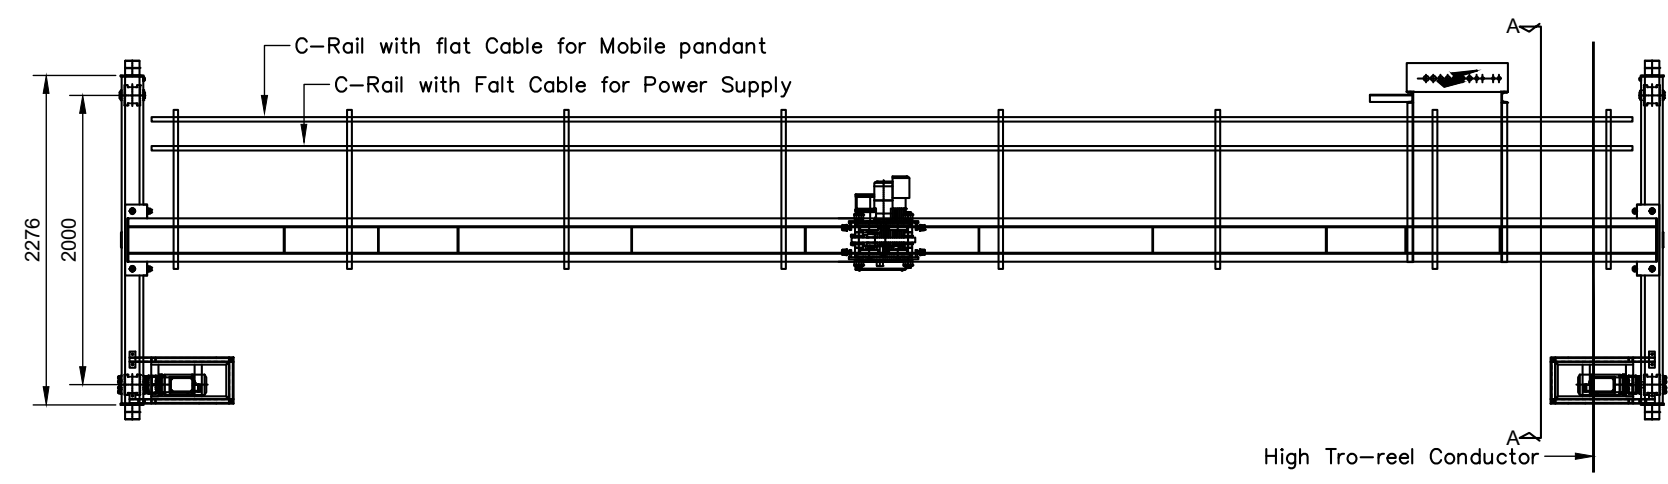 A
C-Rail with flat Cable for Mobile pandant
C-Rail with Falt Cable for Power Supply
2276
2000
A
High Tro-reel Conductor